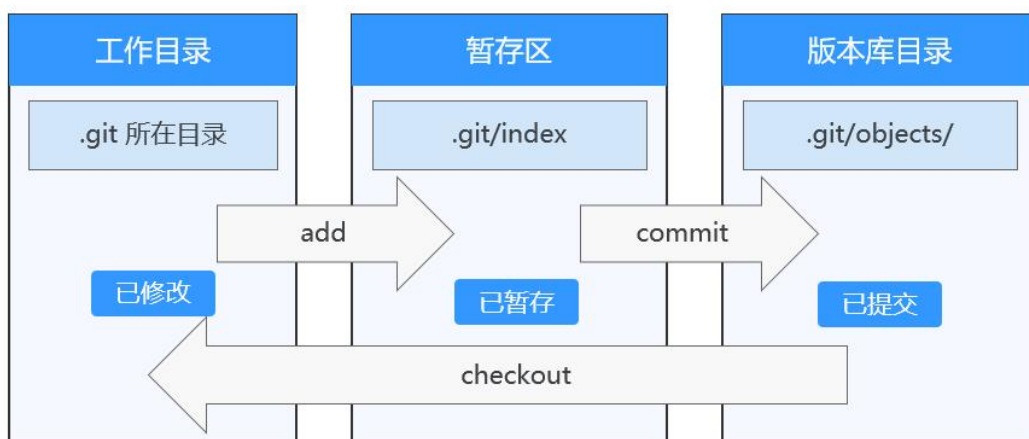 工作目录
暂存区
版本库目录
.git 所在目录
.git/index
.git/objects/
add
commit
已修改
已暂存
已提交
checkout